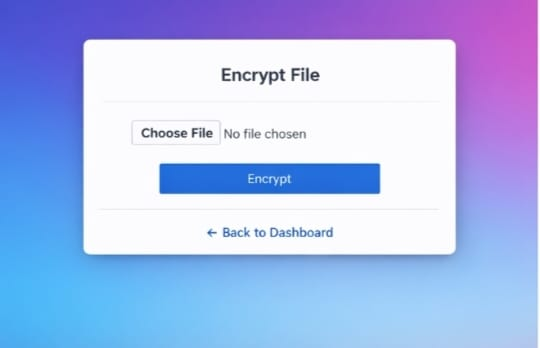 Encrypt File
Choose File No file chosen
Encrypt
← Back to Dashboard